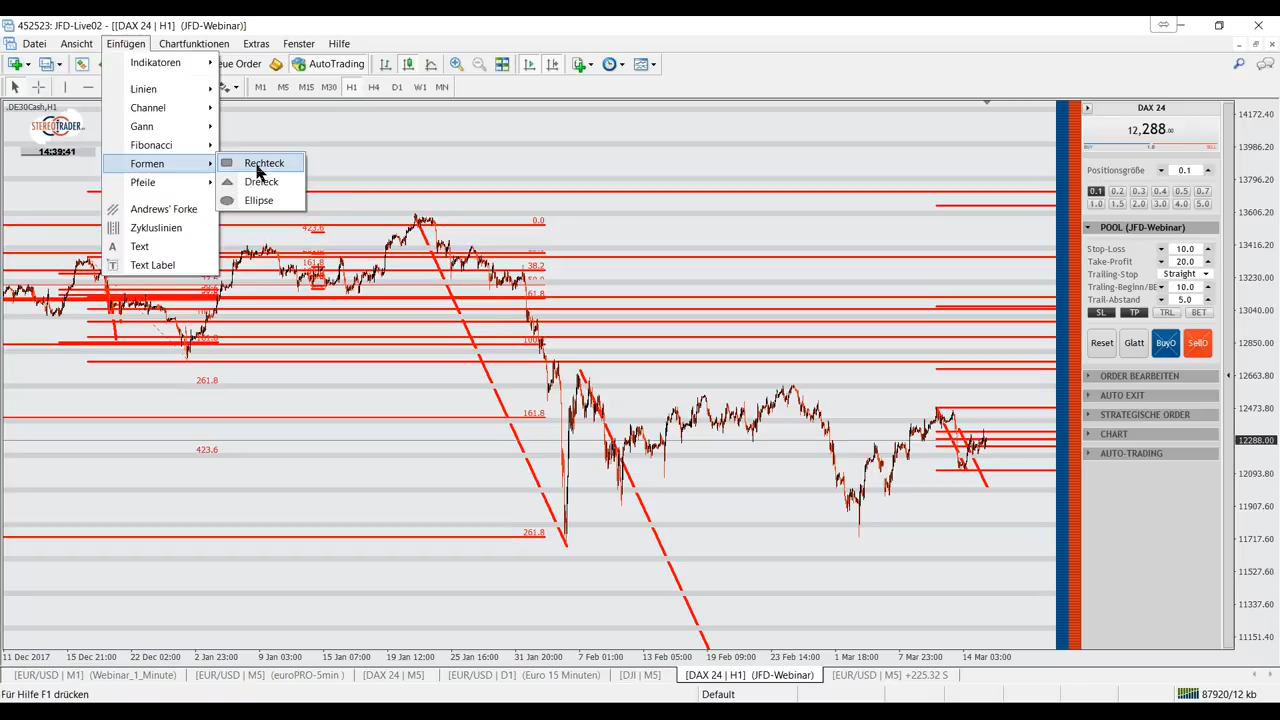 452523: JFD-Live02 - [[DAX 24 | H1] (JFD-Webinar)]
Datei Ansicht Einfügen Chartfunktionen Extras Fenster Hilfe
Indikatoren
Linien
Channel
Gann
Fibonacci
Formen
Pfeile
Andrews' Forke
Zykluslinien
Text
Text Label
Rechteck
Dreieck
Ellipse
Order AutoTrading
M1 M5 M15 M30 H1 H4 D1 W1 MN
.DE30Cash,H1
STEREOTRADER
14:39:41
423.6
161.8
261.8
423.6
0.0
38.2
61.8
100.0
161.8
261.8
14172.40
13986.20
13796.20
13606.20
13416.20
13230.00
13040.00
12850.00
12663.80
12473.80
12288.00
12093.80
11907.60
11717.60
11527.60
11337.60
11151.40
DAX 24
12,288.00
BUY 1.0 SELL
Positionsgröße 0.1
0.1 0.2 0.3 0.4 0.5 0.7
1.0 1.5 2.0 3.0 4.0 5.0
POOL (JFD-Webinar)
Stop-Loss 10.0
Take-Profit 20.0
Trailing-Stop Straight
Traling-Beginn/BE 10.0
Trail-Abstand 5.0
SL TP TRL BET
Reset Glatt BuyO SellO
ORDER BEARBEITEN
AUTO EXIT
STRATEGISCHE ORDER
CHART
AUTO-TRADING
11 Dec 2017 15 Dec 21:00 22 Dec 02:00 2 Jan 23:00 9 Jan 03:00 15 Jan 07:00 19 Jan 12:00 25 Jan 16:00 31 Jan 20:00 7 Feb 01:00 13 Feb 05:00 19 Feb 09:00 23 Feb 14:00 1 Mar 18:00 7 Mar 23:00 14 Mar 03:00
[EUR/USD | M1] (Webinar_1_Minute) [EUR/USD | M5] (euroPRO-5min ) [DAX 24 | M5] [EUR/USD | D1] (Euro 15 Minuten) [DJI | M5] [DAX 24 | H1] (JFD-Webinar) [EUR/USD | M5] +225.32 S
Für Hilfe F1 drücken Default 87920/12 kb